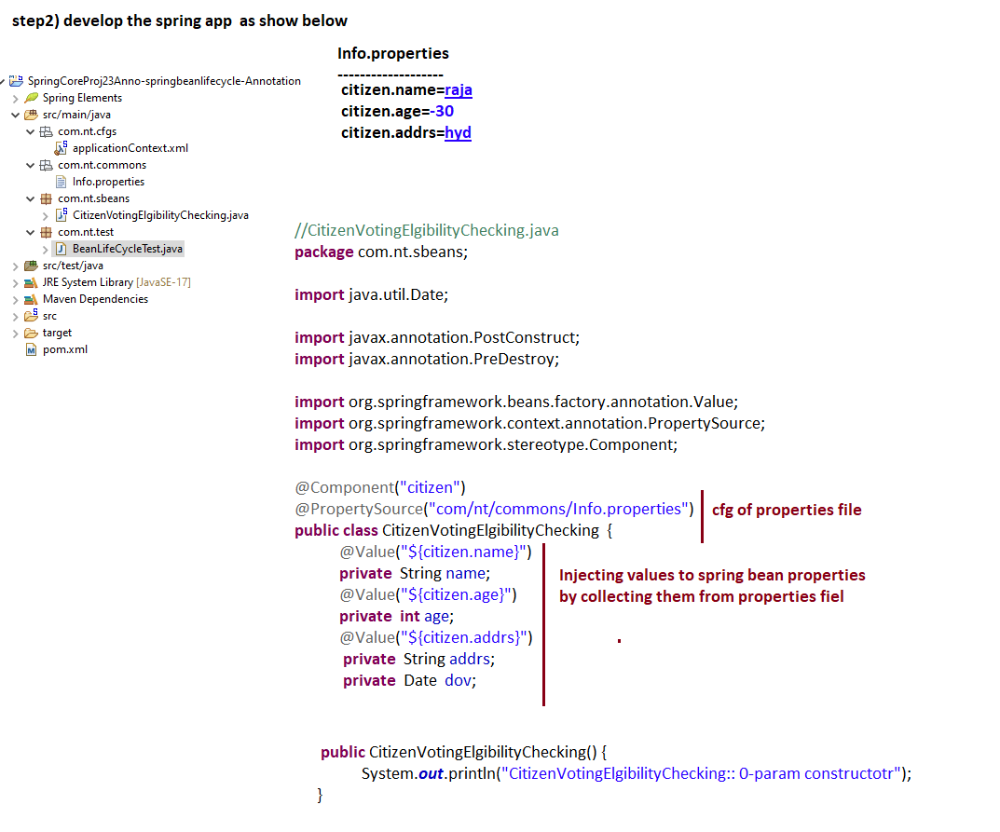 step2) develop the spring app  as show below
Info.properties
-------------------
citizen.name=raja
citizen.age=-30
citizen.addrs=hyd
SpringCoreProj23Anno-springbeanlifecycle-Annotation
Spring Elements
src/main/java
com.nt.cfgs
applicationContext.xml
com.nt.commons
Info.properties
com.nt.sbeans
CitizenVotingElgibilityChecking.java
com.nt.test
BeanLifeCycleTest.java
src/test/java
JRE System Library [JavaSE-17]
Maven Dependencies
src
target
pom.xml
//CitizenVotingElgibilityChecking.java
package com.nt.sbeans;
import java.util.Date;
import javax.annotation.PostConstruct;
import javax.annotation.PreDestroy;
import org.springframework.beans.factory.annotation.Value;
import org.springframework.context.annotation.PropertySource;
import org.springframework.stereotype.Component;
@Component("citizen")
@PropertySource("com/nt/commons/Info.properties")
cfg of properties file
public class CitizenVotingElgibilityChecking  {
@Value("${citizen.name}")
private  String name;
@Value("${citizen.age}")
private  int age;
@Value("${citizen.addrs}")
private  String addrs;
private  Date  dov;
Injecting values to spring bean properties
by collecting them from properties fiel
public CitizenVotingElgibilityChecking() {
System.out.println("CitizenVotingElgibilityChecking:: 0-param constructotr");
}